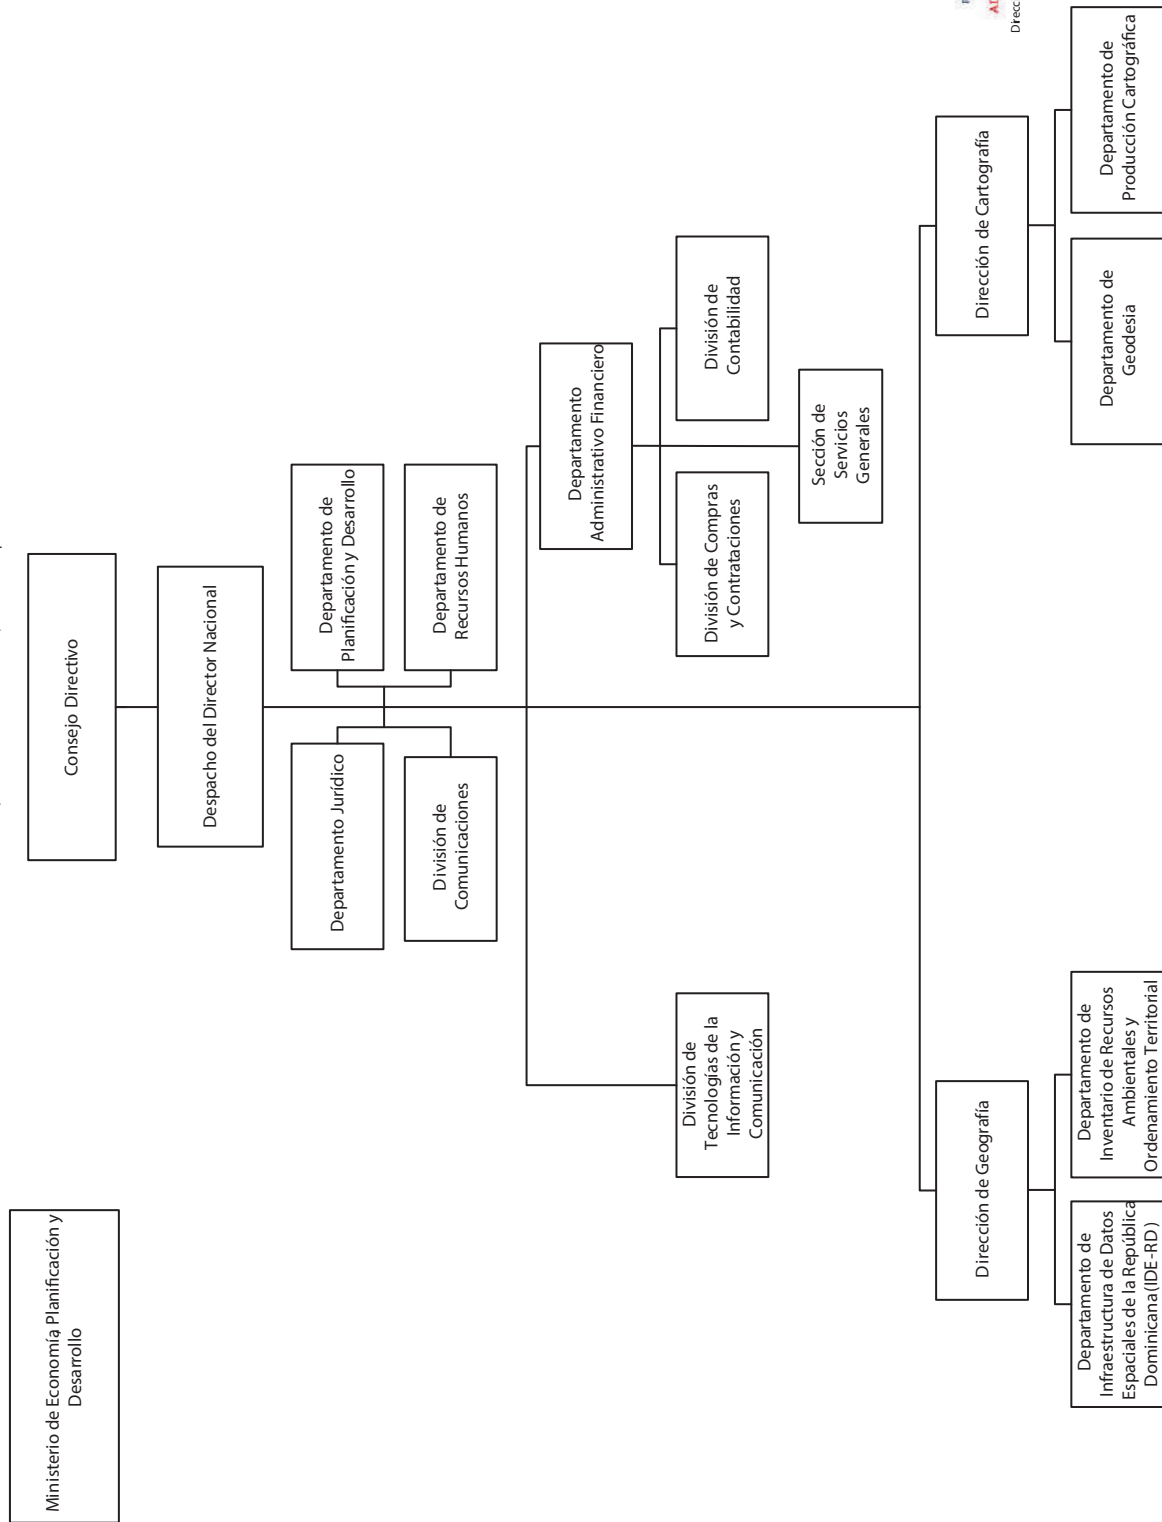 Ministerio de Economía, Planificación y
Desarrollo
Consejo Directivo
Despacho del Director Nacional
Departamento Jurídico
Departamento de
Planificación y Desarrollo
División de
Comunicaciones
Departamento de
Recursos Humanos
Departamento
Administrativo Financiero
División de
Tecnologías de la
Información y
Comunicación
División de Compras
y Contrataciones
División de
Contabilidad
Sección de
Servicios
Generales
Dirección de Geografía
Dirección de Cartografía
Departamento de
Infraestructura de Datos
Espaciales de la República
Dominicana (IDE-RD)
Departamento de
Inventario de Recursos
Ambientales y
Ordenamiento Territorial
Departamento de
Geodesia
Departamento de
Producción Cartográfica